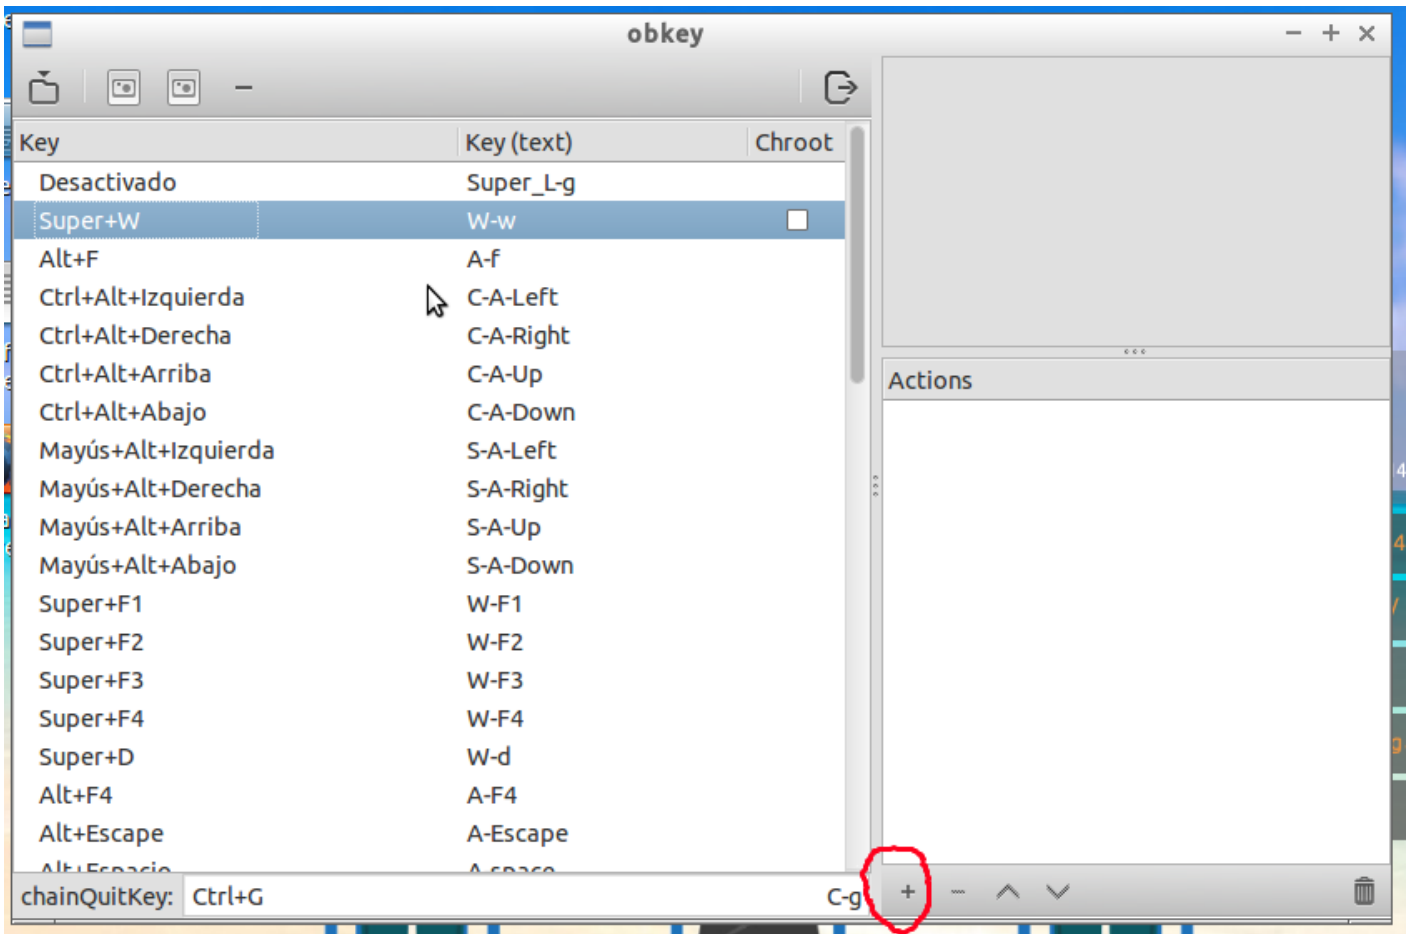 obkey
Key Key (text) Chroot
Desactivado Super_L-g
Super+W W-w
Alt+F A-f
Ctrl+Alt+Izquierda C-A-Left
Ctrl+Alt+Derecha C-A-Right
Ctrl+Alt+Arriba C-A-Up
Ctrl+Alt+Abajo C-A-Down
Mayús+Alt+Izquierda S-A-Left
Mayús+Alt+Derecha S-A-Right
Mayús+Alt+Arriba S-A-Up
Mayús+Alt+Abajo S-A-Down
Super+F1 W-F1
Super+F2 W-F2
Super+F3 W-F3
Super+F4 W-F4
Super+D W-d
Alt+F4 A-F4
Alt+Escape A-Escape
Alt+Espacio A-space
chainQuitKey: Ctrl+G C-g
Actions